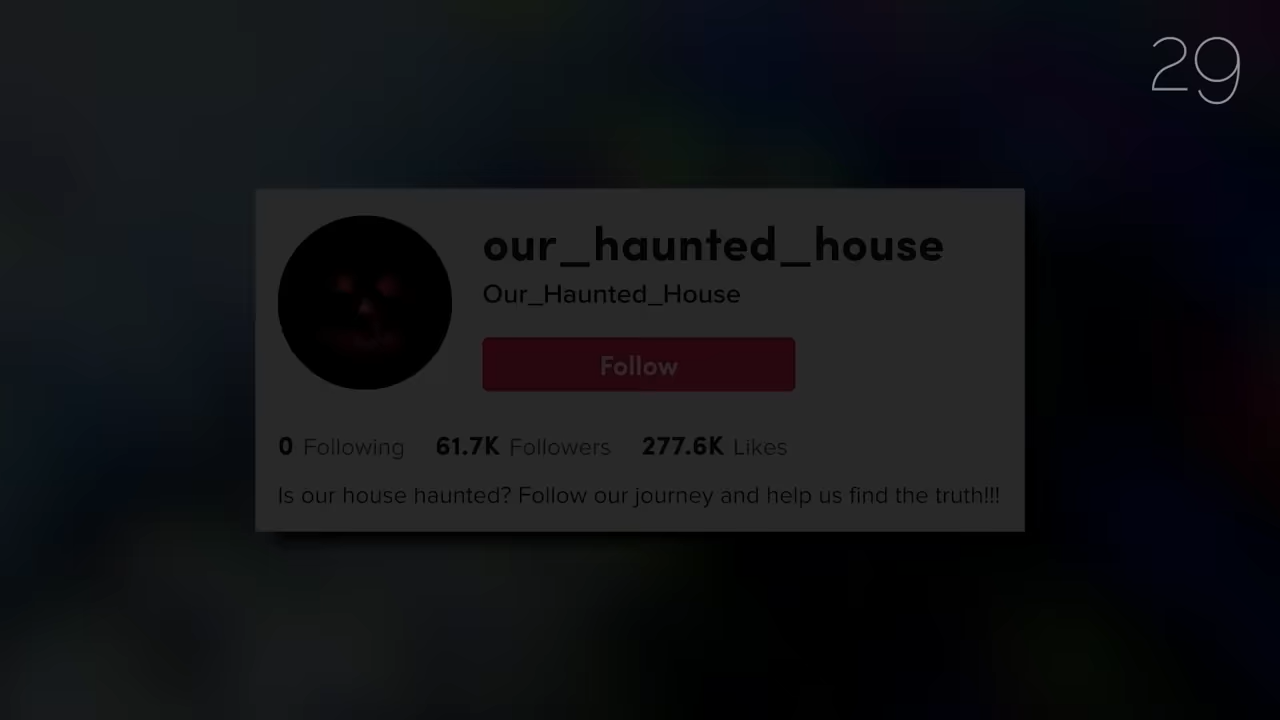 29
our_haunted_house
Our_Haunted_House
Follow
0 Following 61.7K Followers 277.6K Likes
Is our house haunted? Follow our journey and help us find the truth!!!